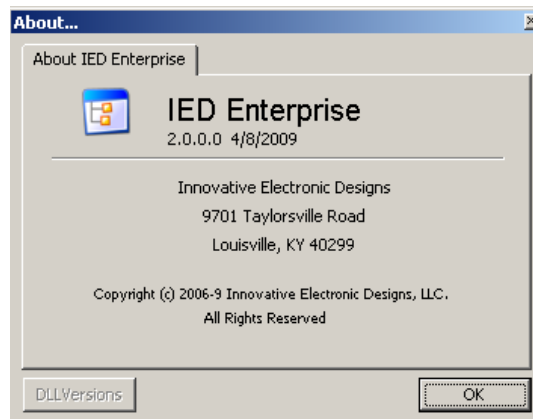 About...
About IED Enterprise
IED Enterprise
2.0.0.0 4/8/2009
Innovative Electronic Designs
9701 Taylorsville Road
Louisville, KY 40299
Copyright (c) 2006-9 Innovative Electronic Designs, LLC.
All Rights Reserved
DLLVersions
OK